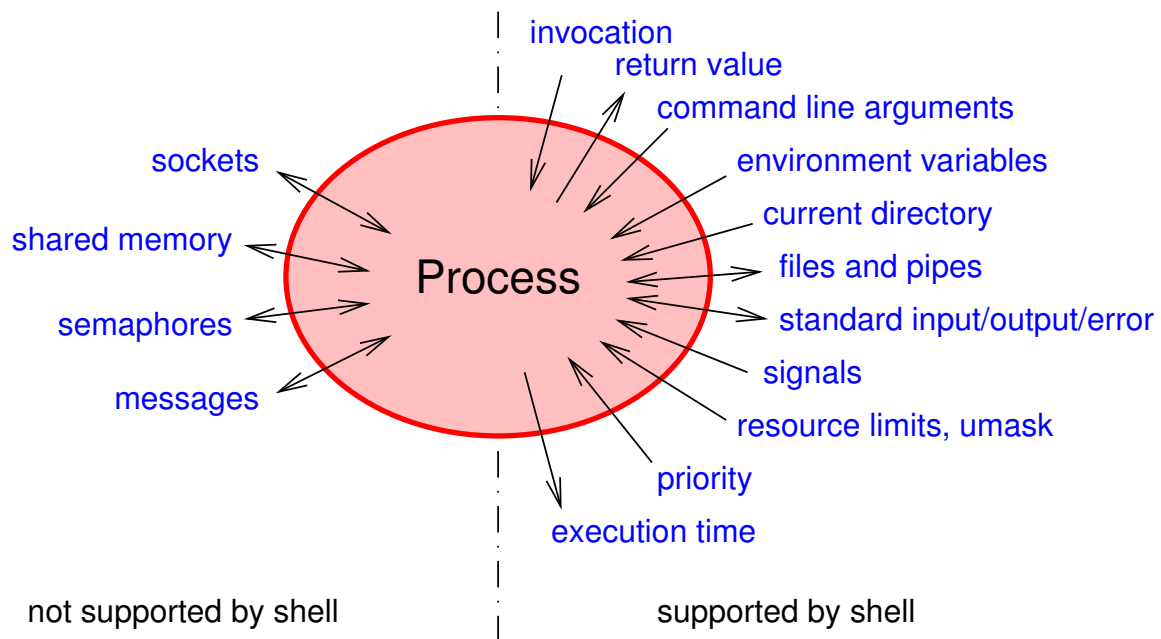 invocation
return value
command line arguments
sockets
environment variables
current directory
shared memory
files and pipes
Process
semaphores
standard input/output/error
signals
messages
resource limits, umask
priority
execution time
not supported by shell
supported by shell